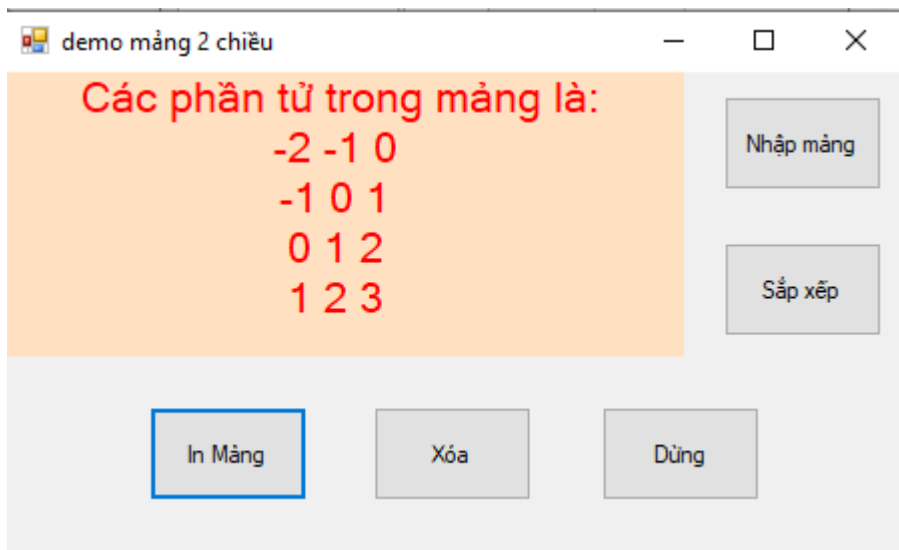 demo mảng 2 chiều
Các phần tử trong mảng là:
-2 -1 0
-1 0 1
0 1 2
1 2 3
Nhập mảng
Sắp xếp
In Mảng
Xóa
Dừng